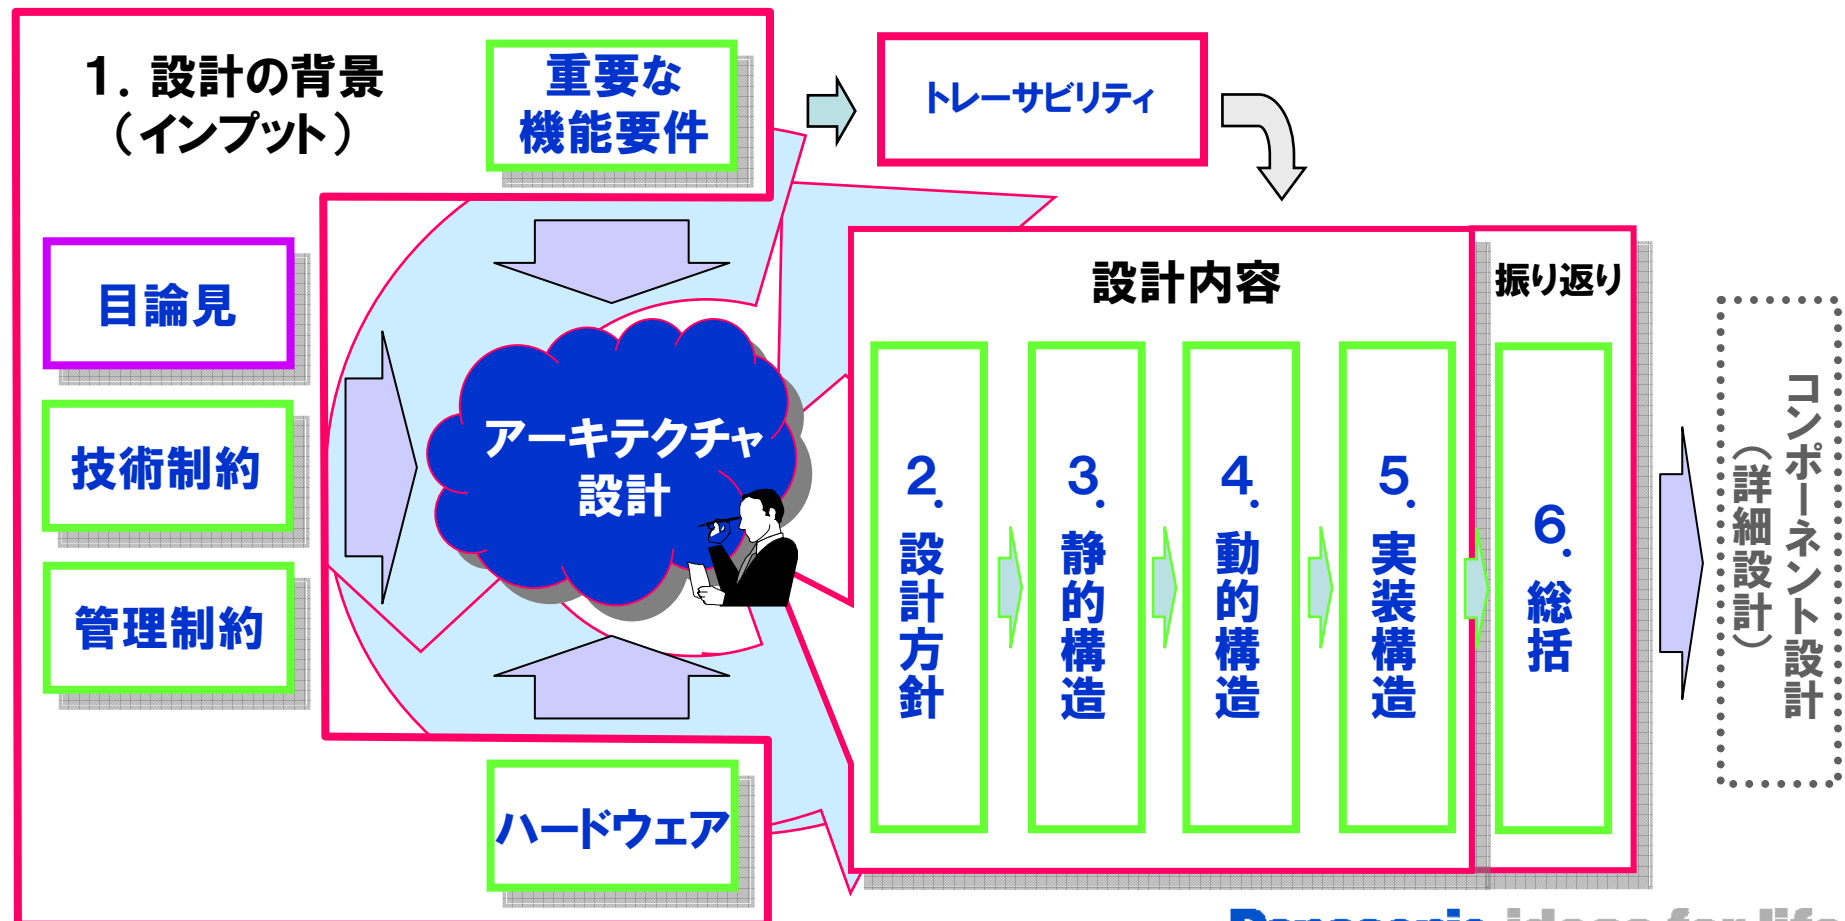 1. 設計の背景
（インプット）
重要な
機能要件
トレーサビリティ
目論見
技術制約
管理制約
ハードウェア
アーキテクチャ
設計
設計内容
振り返り
2. 設計方針
3. 静的構造
4. 動的構造
5. 実装構造
6. 総括
コンポーネント設計
（詳細設計）
Panasonic ideas for life